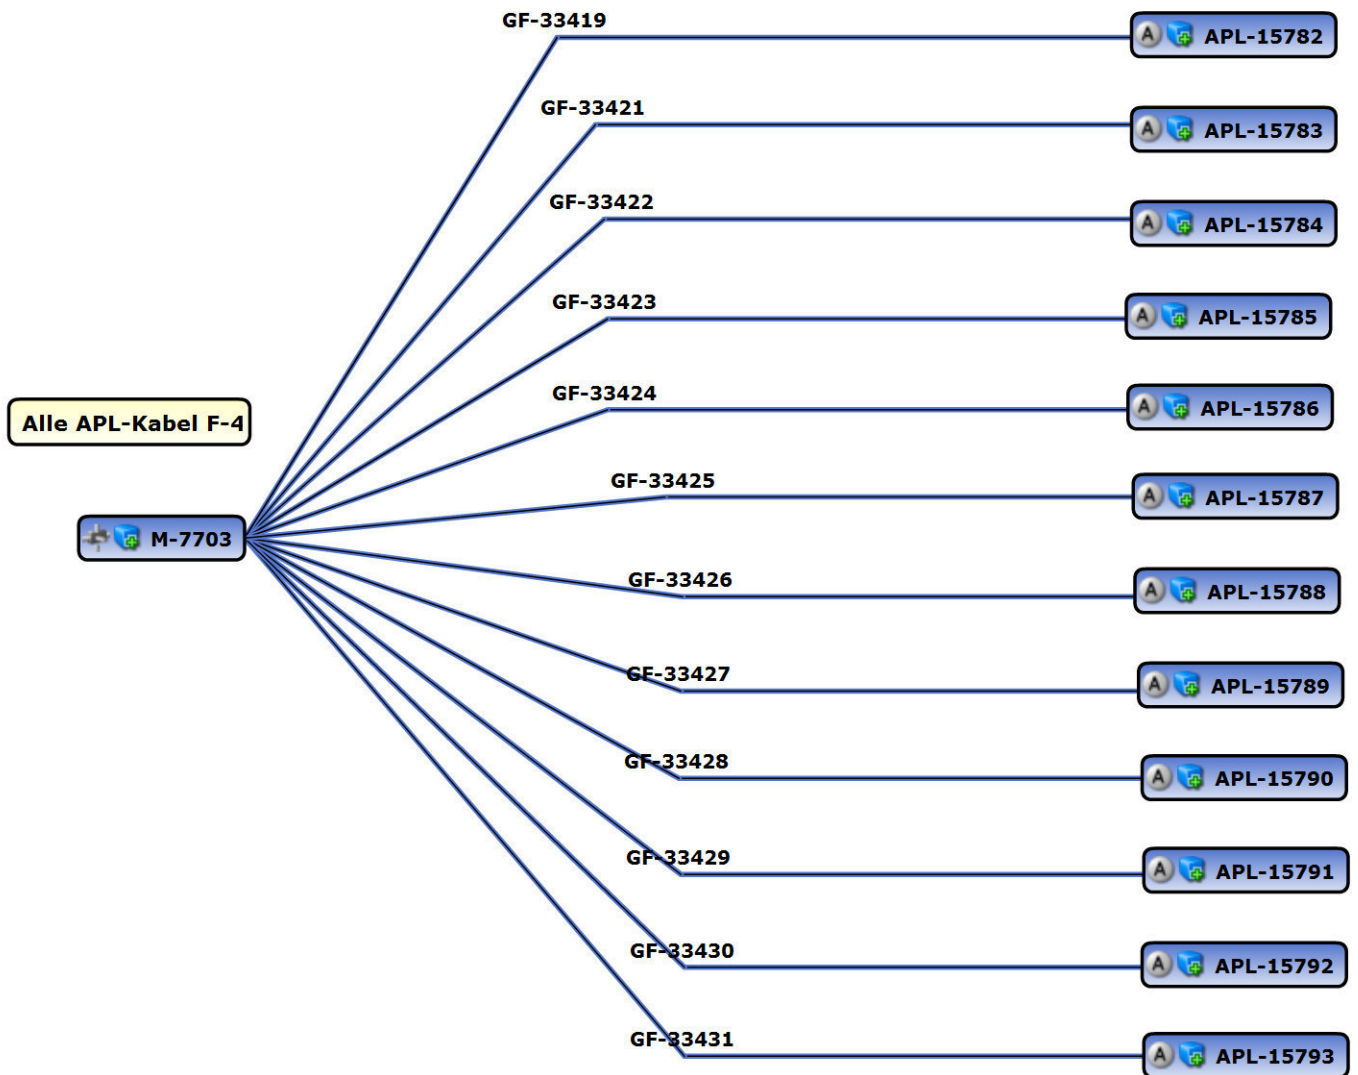 GF-33419
APL-15782
GF-33421
APL-15783
GF-33422
APL-15784
GF-33423
APL-15785
GF-33424
APL-15786
Alle APL-Kabel F-4
GF-33425
APL-15787
M-7703
GF-33426
APL-15788
GF-33427
APL-15789
GF-33428
APL-15790
GF-33429
APL-15791
GF-33430
APL-15792
GF-33431
APL-15793
A
A
A
A
A
A
A
A
A
A
A
A